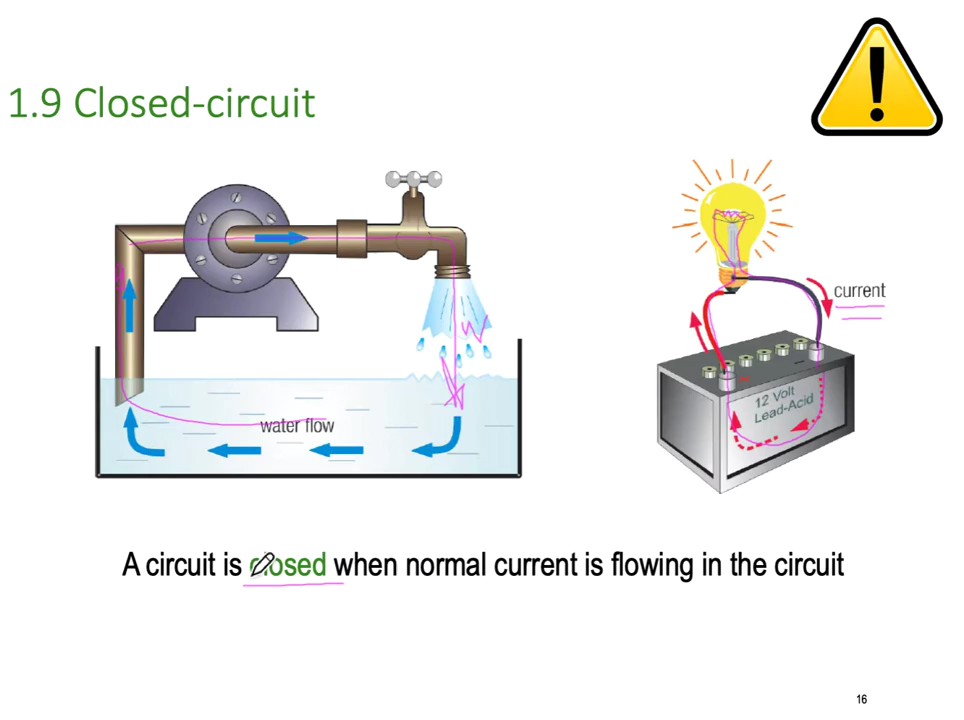 1.9 Closed-circuit
current
12 Volt
Lead-Acid
water flow
A circuit is closed when normal current is flowing in the circuit
16